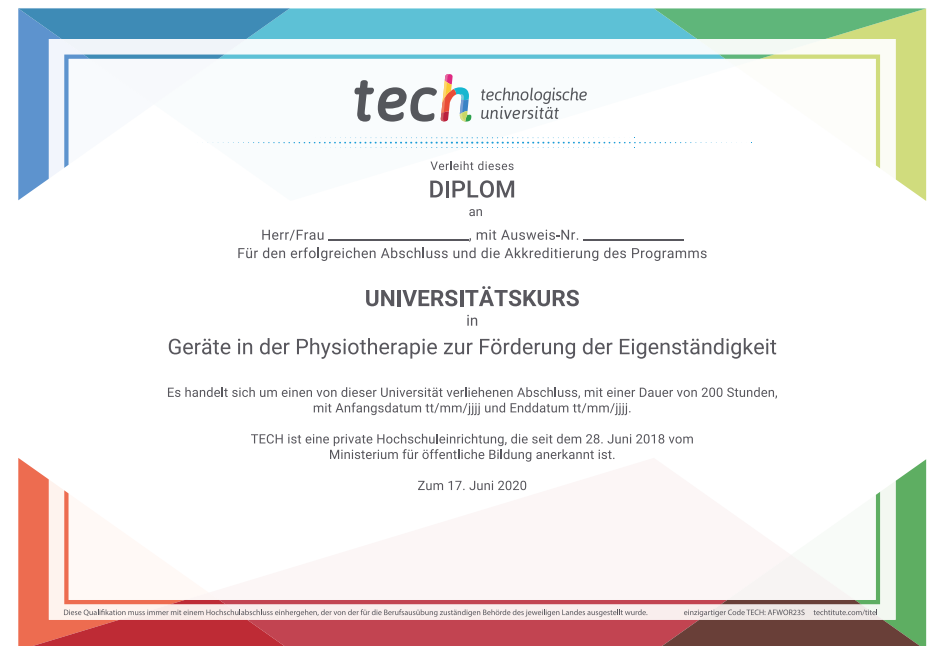 tech technologische
universität
Verleiht dieses
DIPLOM
an
Herr/Frau ____________, mit Ausweis-Nr. ____________
Für den erfolgreichen Abschluss und die Akkreditierung des Programms
UNIVERSITÄTSKURS
in
Geräte in der Physiotherapie zur Förderung der Eigenständigkeit
Es handelt sich um einen von dieser Universität verliehenen Abschluss, mit einer Dauer von 200 Stunden,
mit Anfangsdatum tt/mm/jjjj und Enddatum tt/mm/jjjj.
TECH ist eine private Hochschuleinrichtung, die seit dem 28. Juni 2018 vom
Ministerium für öffentliche Bildung anerkannt ist.
Zum 17. Juni 2020
Diese Qualifikation muss immer mit einem Hochschulabschluss einhergehen, der von der für die Berufsausübung zuständigen Behörde des jeweiligen Landes ausgestellt wurde. einzigartiger Code TECH: AFWOR23S techtitute.com/titel